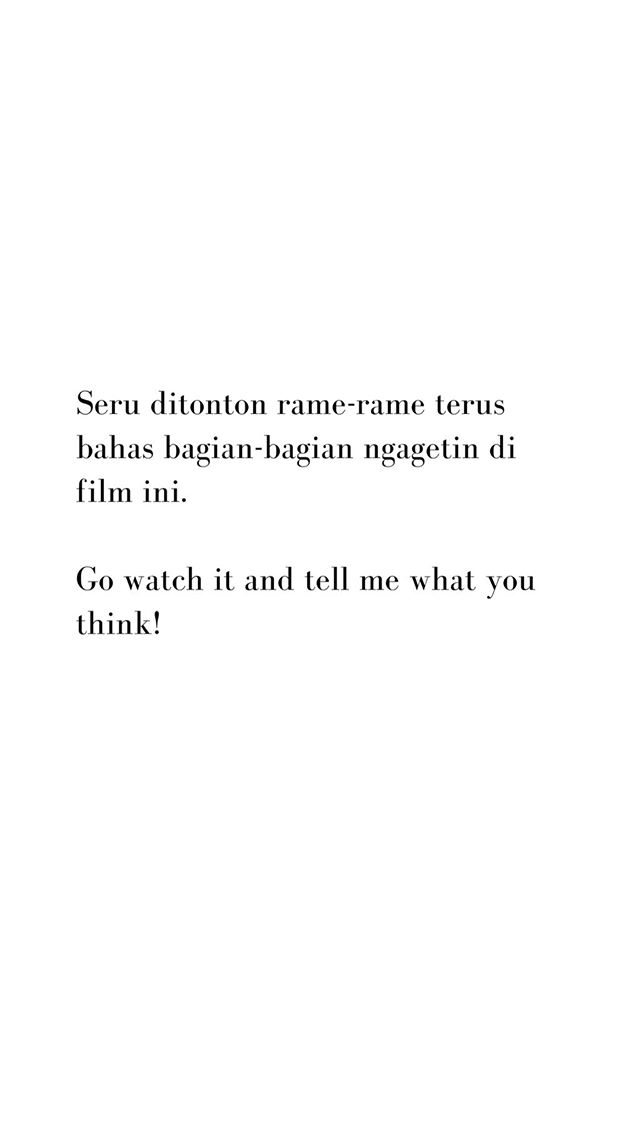 Seru ditonton rame-rame terus
bahas bagian-bagian ngagetin di
film ini.
Go watch it and tell me what you
think!